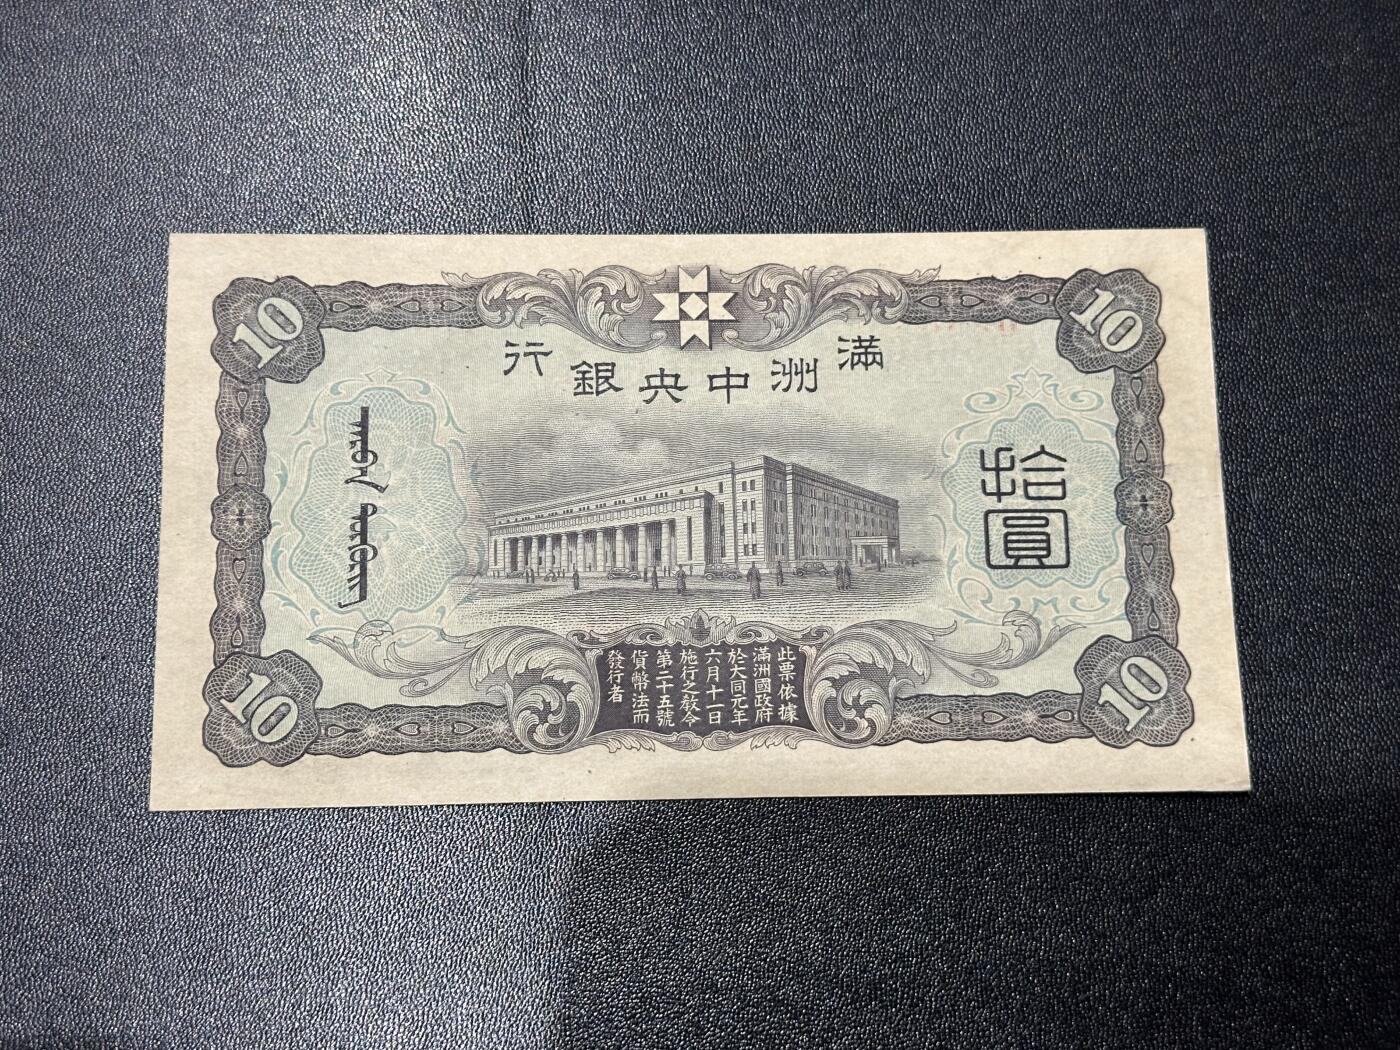 10
10
滿洲中央銀行
拾圓
此票依據
滿洲國政府
於大同元年
六月十一日
施行之敎令
第二十五號
貨幣法而
發行者
10
10